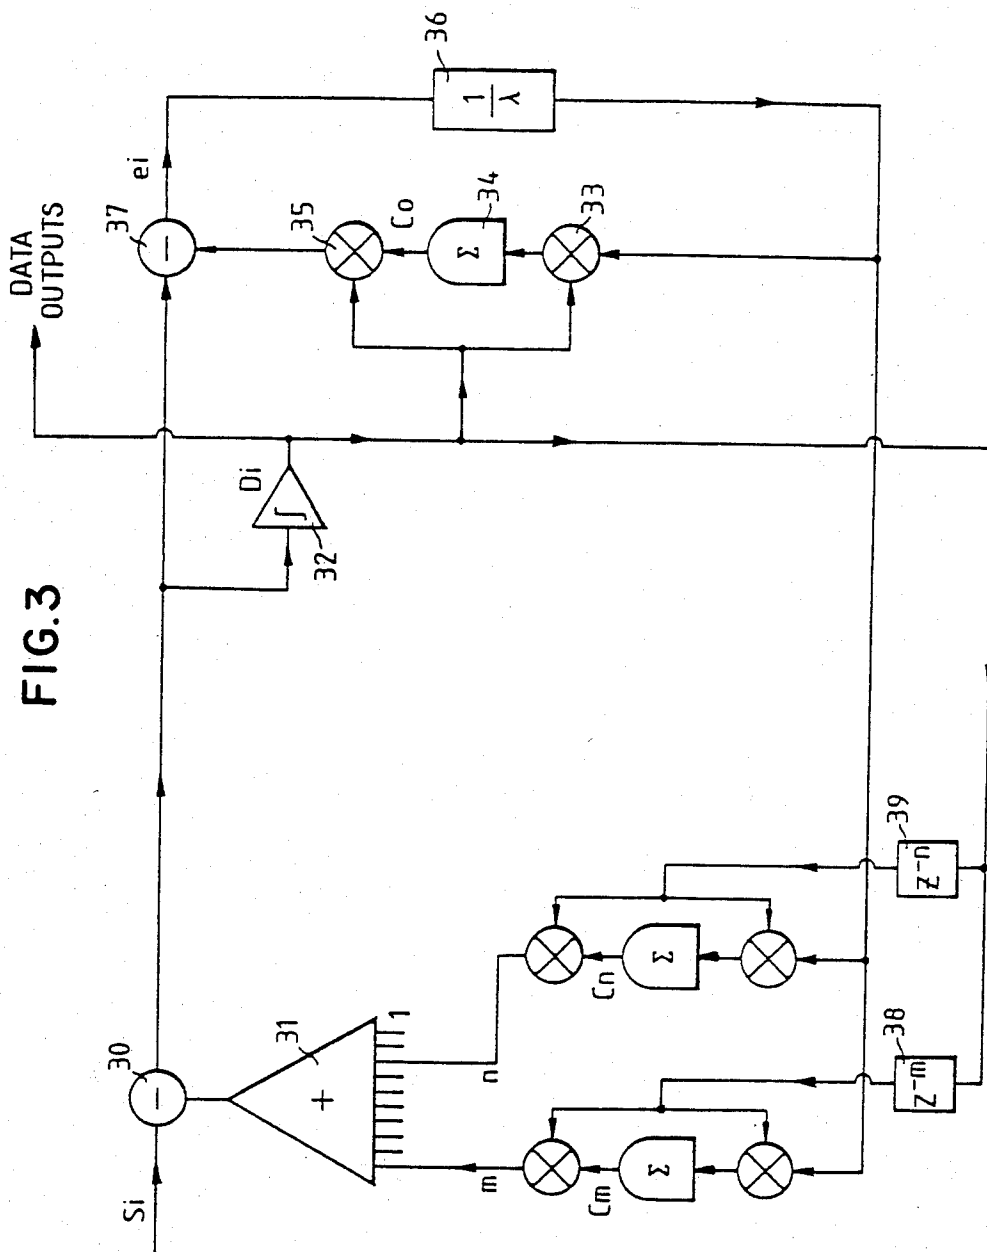 FIG.3
Si
30
31
+
1
n
m
Cm
Σ
Cn
Σ
Z-m
38
Z-n
39
Di
32
DATA
OUTPUTS
37
ei
35
Co
34
Σ
33
36
1
λ